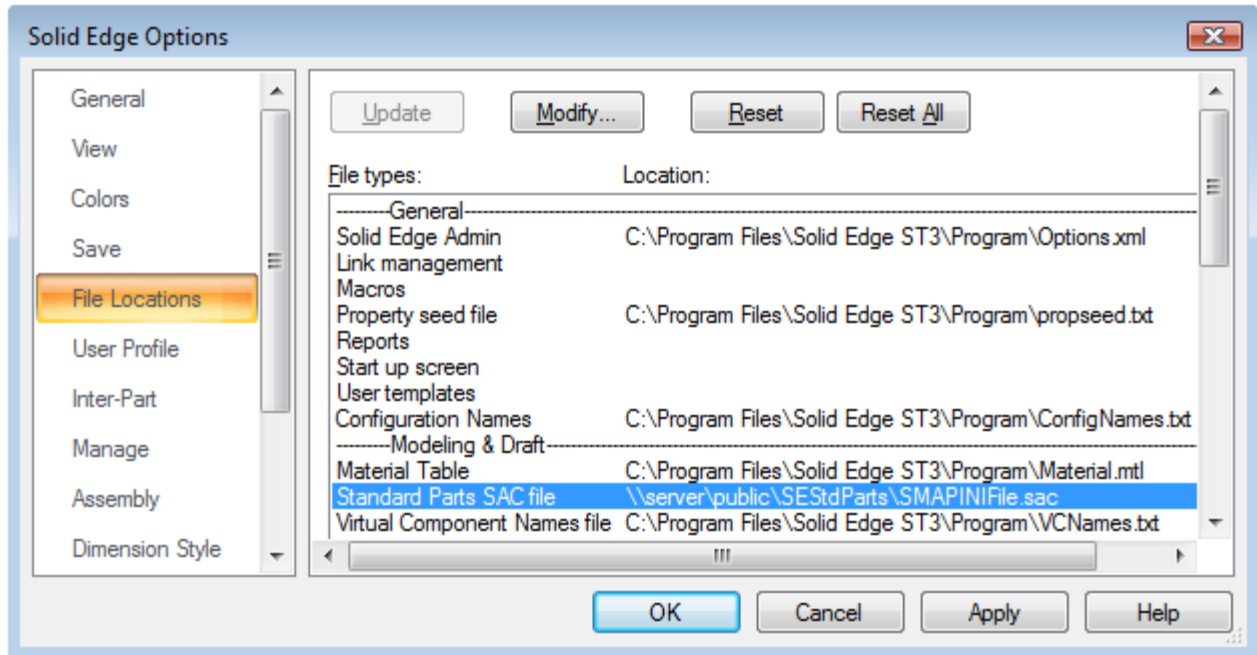 Solid Edge Options
General
View
Colors
Save
File Locations
User Profile
Inter-Part
Manage
Assembly
Dimension Style
Update Modify... Reset Reset All
File types: Location:
---------General---------
Solid Edge Admin C:\Program Files\Solid Edge ST3\Program\Options.xml
Link management
Macros
Property seed file C:\Program Files\Solid Edge ST3\Program\propseed.txt
Reports
Start up screen
User templates
Configuration Names C:\Program Files\Solid Edge ST3\Program\ConfigNames.txt
---------Modeling & Draft---------
Material Table C:\Program Files\Solid Edge ST3\Program\Material.mtl
Standard Parts SAC file \\server\public\SEStdParts\SMAPINIFile.sac
Virtual Component Names file C:\Program Files\Solid Edge ST3\Program\VCNames.txt
OK Cancel Apply Help